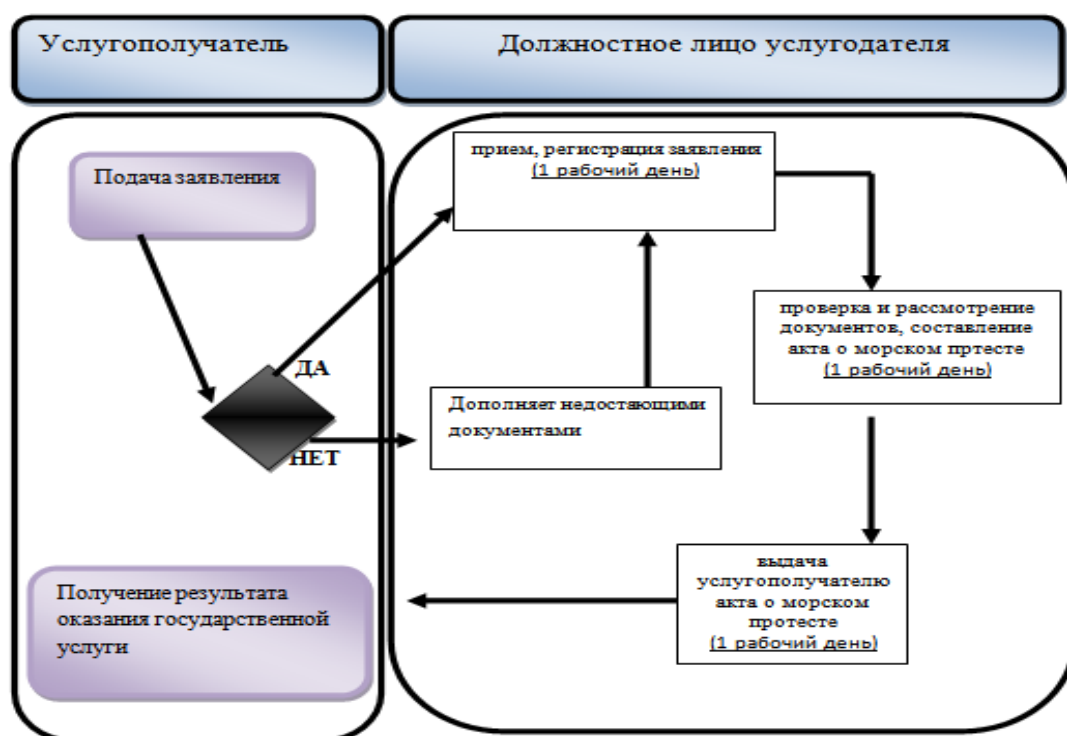 Услугополучатель
Должностное лицо услугодателя
Подача заявления
прием, регистрация заявления
(1 рабочий день)
проверка и рассмотрение
документов, составление
акта о морском пртесте
(1 рабочий день)
ДА
Дополняет недостающими
документами
НЕТ
выдача
услугополучателю
акта о морском
протесте
(1 рабочий день)
Получение результата
оказания государственной
услуги